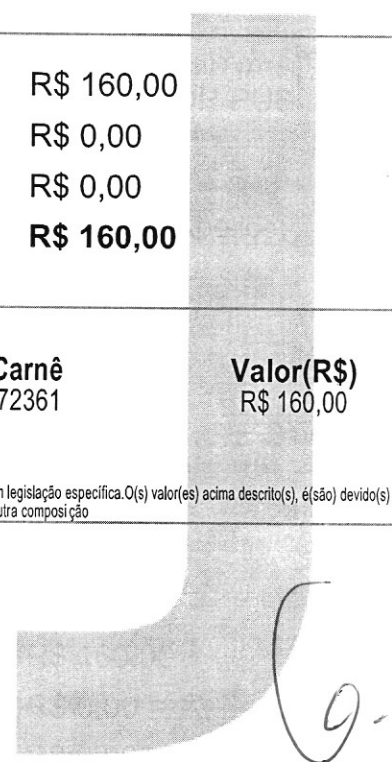 R$ 160,00
R$ 0,00
R$ 0,00
R$ 160,00
Carnê Valor(R$)
72361 R$ 160,00
legislação específica.O(s) valor(es) acima descrito(s), é(são) devido(s)
utra composição